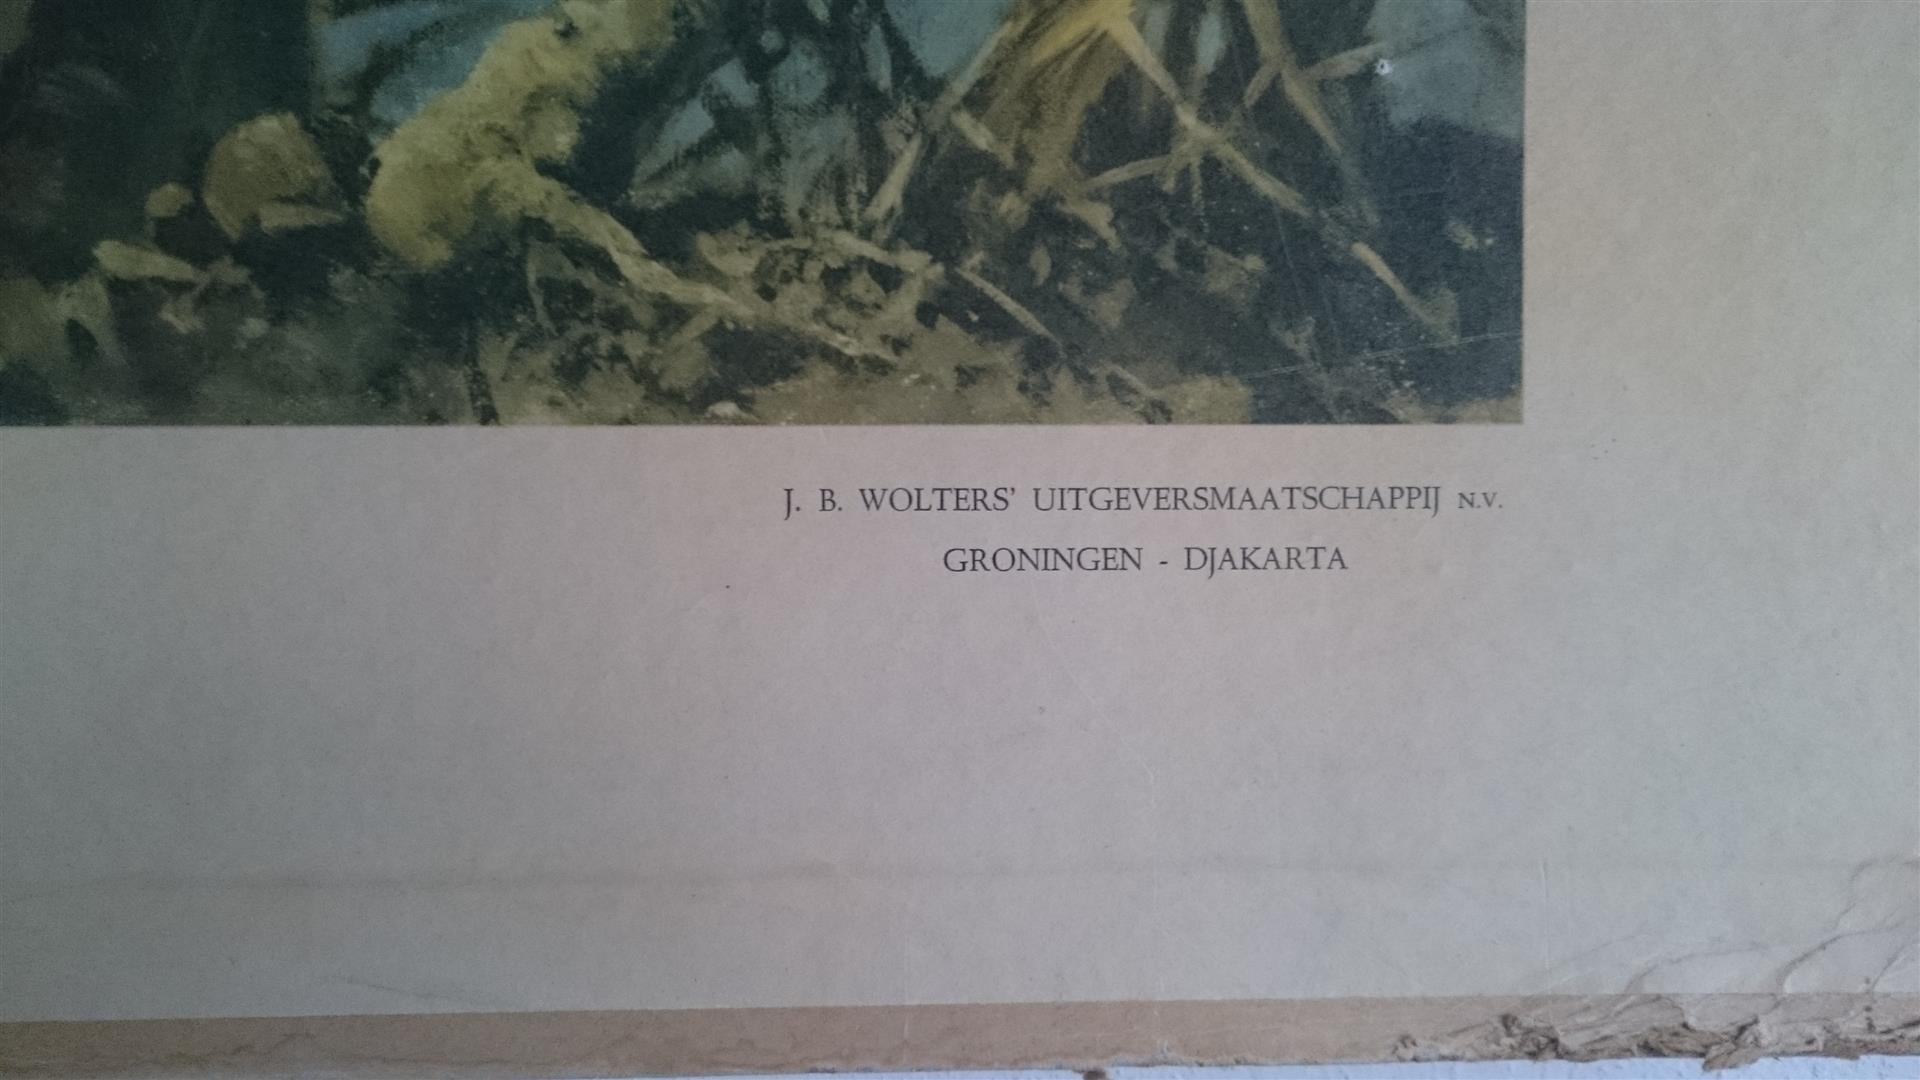 J. B. WOLTERS’ UITGEVERSMAATSCHAPPIJ N.V.
GRONINGEN - DJAKARTA